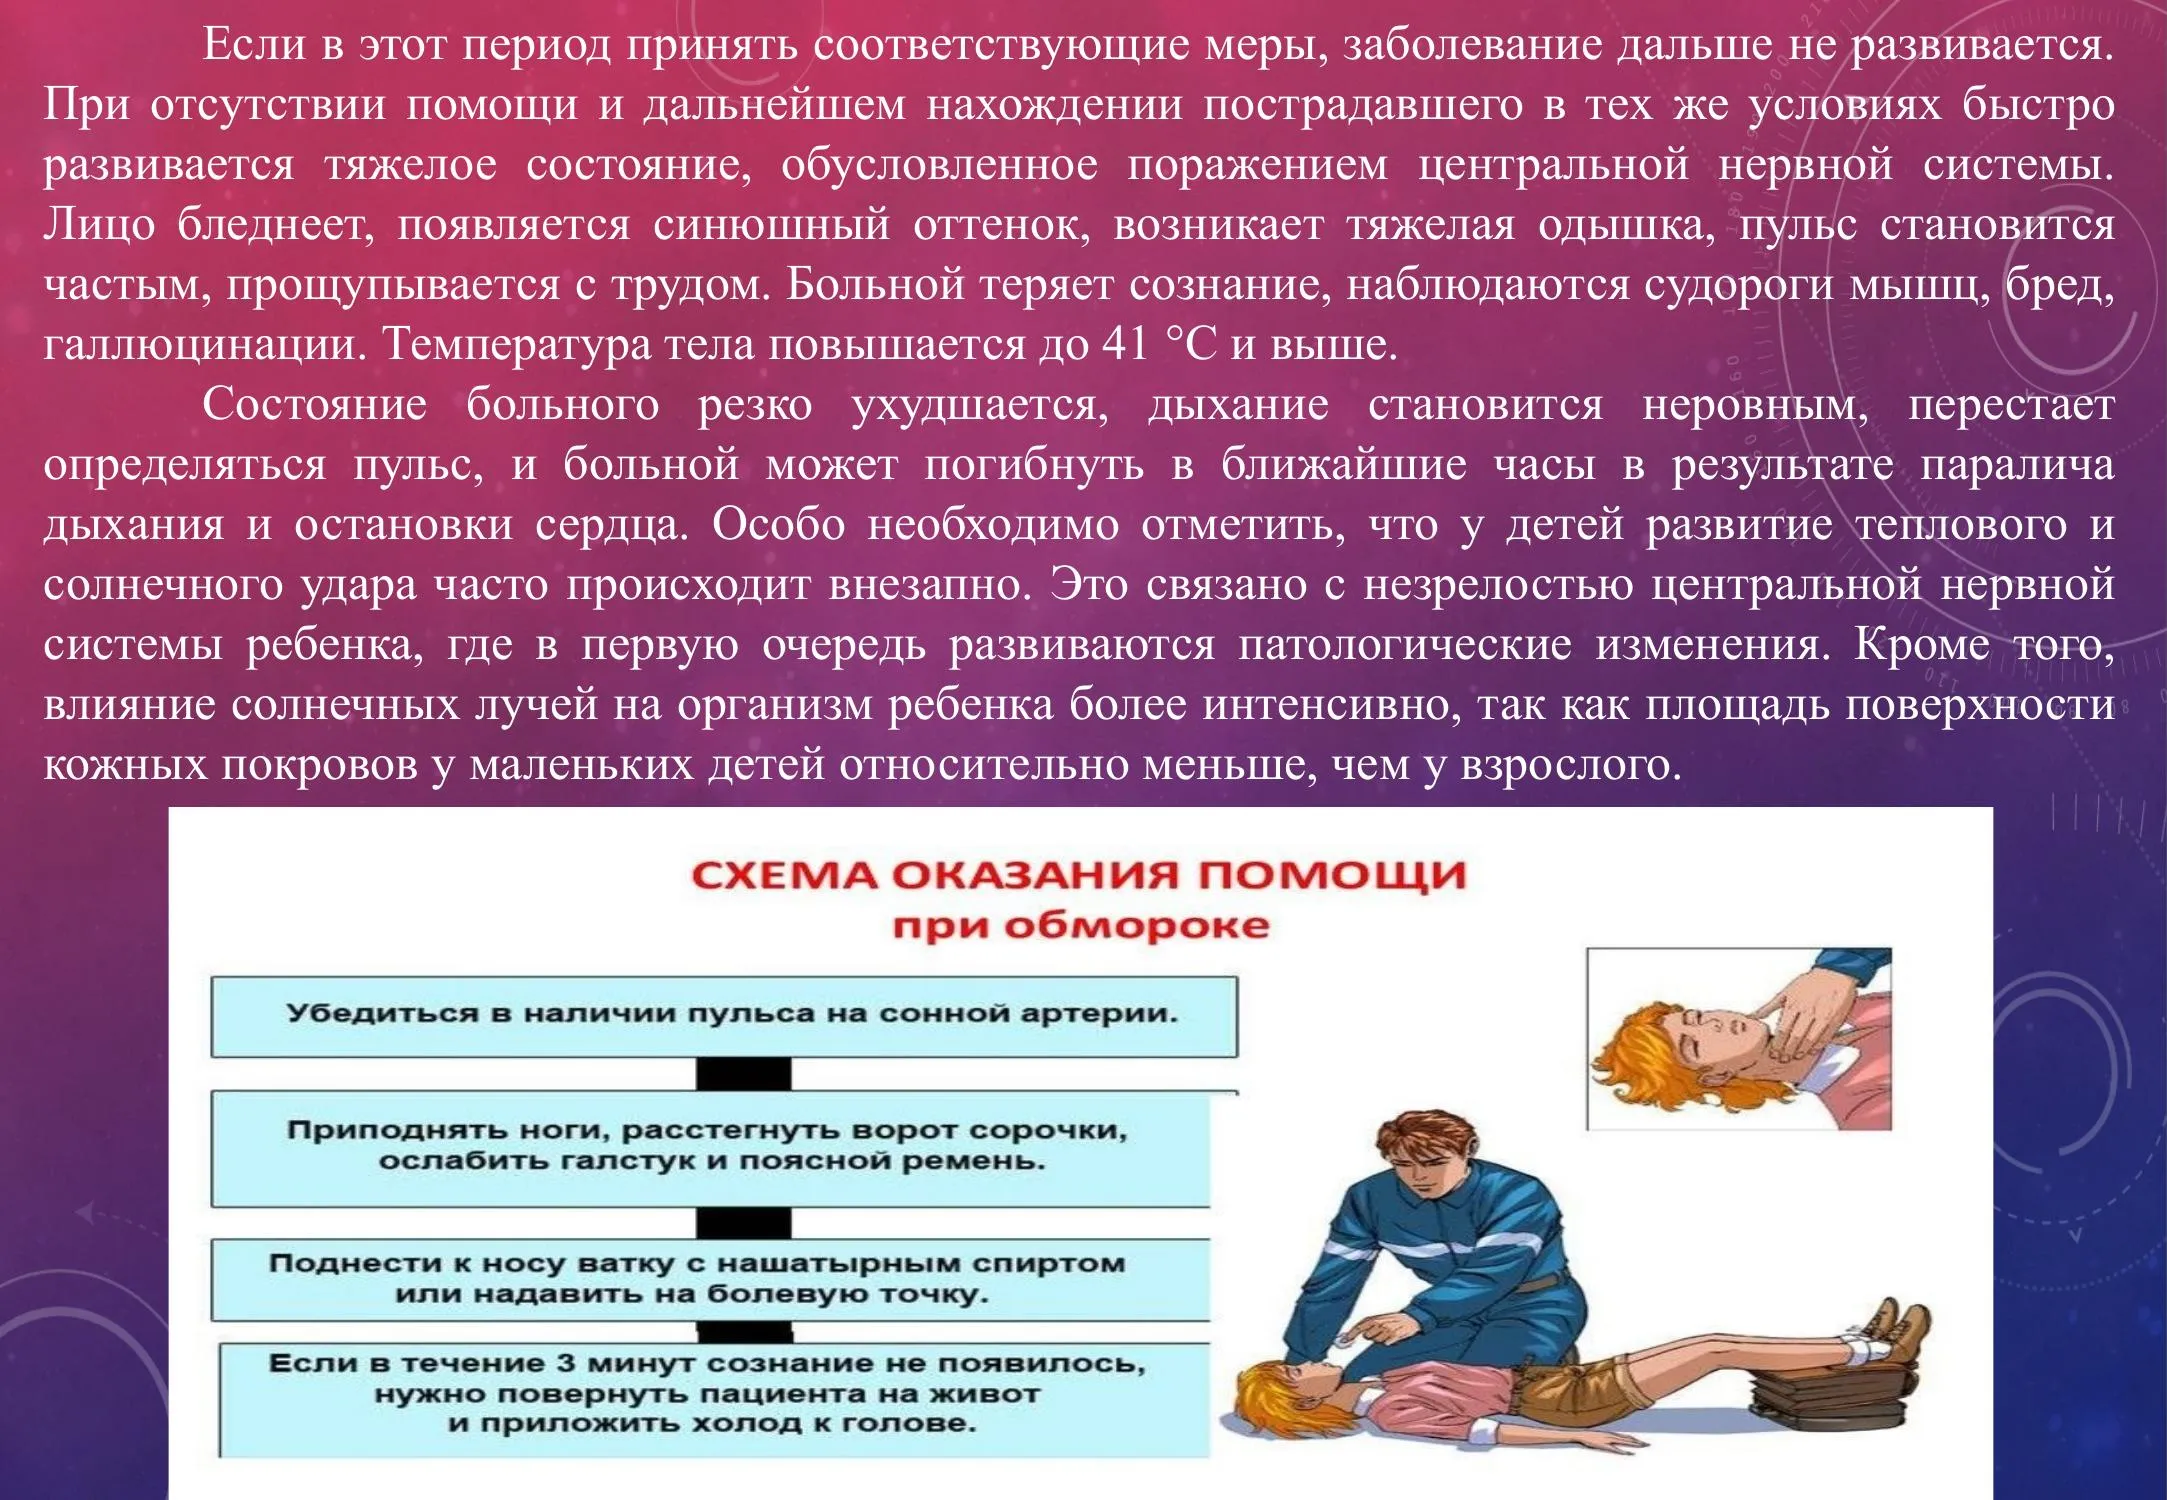 Если в этот период принять соответствующие меры, заболевание дальше не развивается.
При отсутствии помощи и дальнейшем нахождении пострадавшего в тех же условиях быстро
развивается тяжелое состояние, обусловленное поражением центральной нервной системы.
Лицо бледнеет, появляется синюшный оттенок, возникает тяжелая одышка, пульс становится
частым, прощупывается с трудом. Больной теряет сознание, наблюдаются судороги мышц, бред,
галлюцинации. Температура тела повышается до 41 °С и выше.
Состояние больного резко ухудшается, дыхание становится неровным, перестает
определяться пульс, и больной может погибнуть в ближайшие часы в результате паралича
дыхания и остановки сердца. Особо необходимо отметить, что у детей развитие теплового и
солнечного удара часто происходит внезапно. Это связано с незрелостью центральной нервной
системы ребенка, где в первую очередь развиваются патологические изменения. Кроме того,
влияние солнечных лучей на организм ребенка более интенсивно, так как площадь поверхности
кожных покровов у маленьких детей относительно меньше, чем у взрослого.
СХЕМА ОКАЗАНИЯ ПОМОЩИ
при обмороке
Убедиться в наличии пульса на сонной артерии.
Приподнять ноги, расстегнуть ворот сорочки,
ослабить галстук и поясной ремень.
Поднести к носу ватку с нашатырным спиртом
или надавить на болевую точку.
Если в течение 3 минут сознание не появилось,
нужно повернуть пациента на живот
и приложить холод к голове.